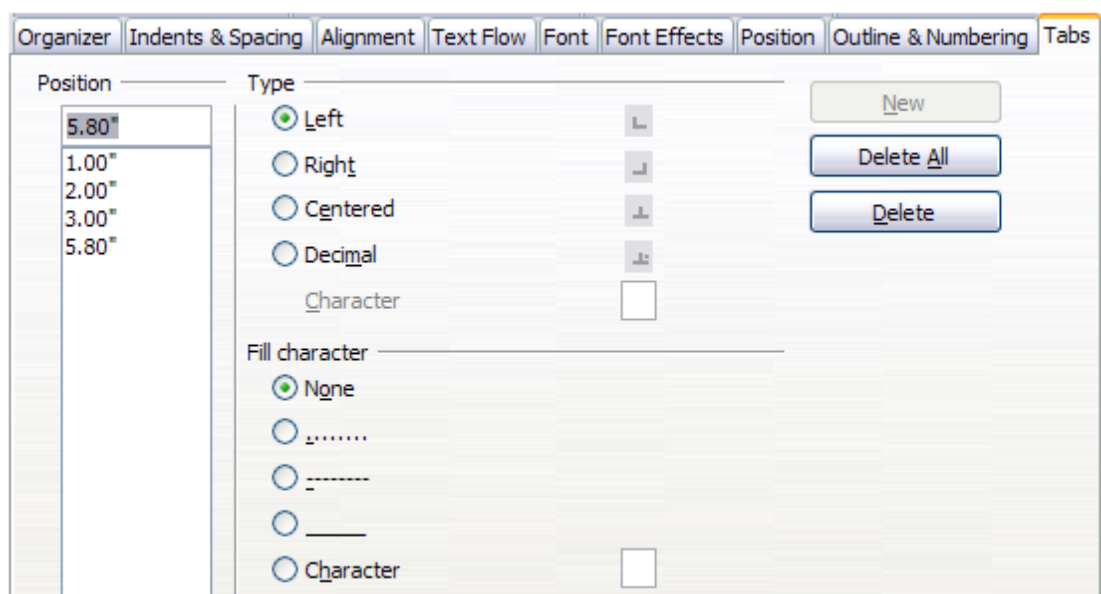 Organizer Indents & Spacing Alignment Text Flow Font Font Effects Position Outline & Numbering Tabs
Position
5.80"
1.00"
2.00"
3.00"
5.80"
Type
Left
Right
Centered
Decimal
Character
Fill character
None
........
--------
_____
Character
New
Delete All
Delete